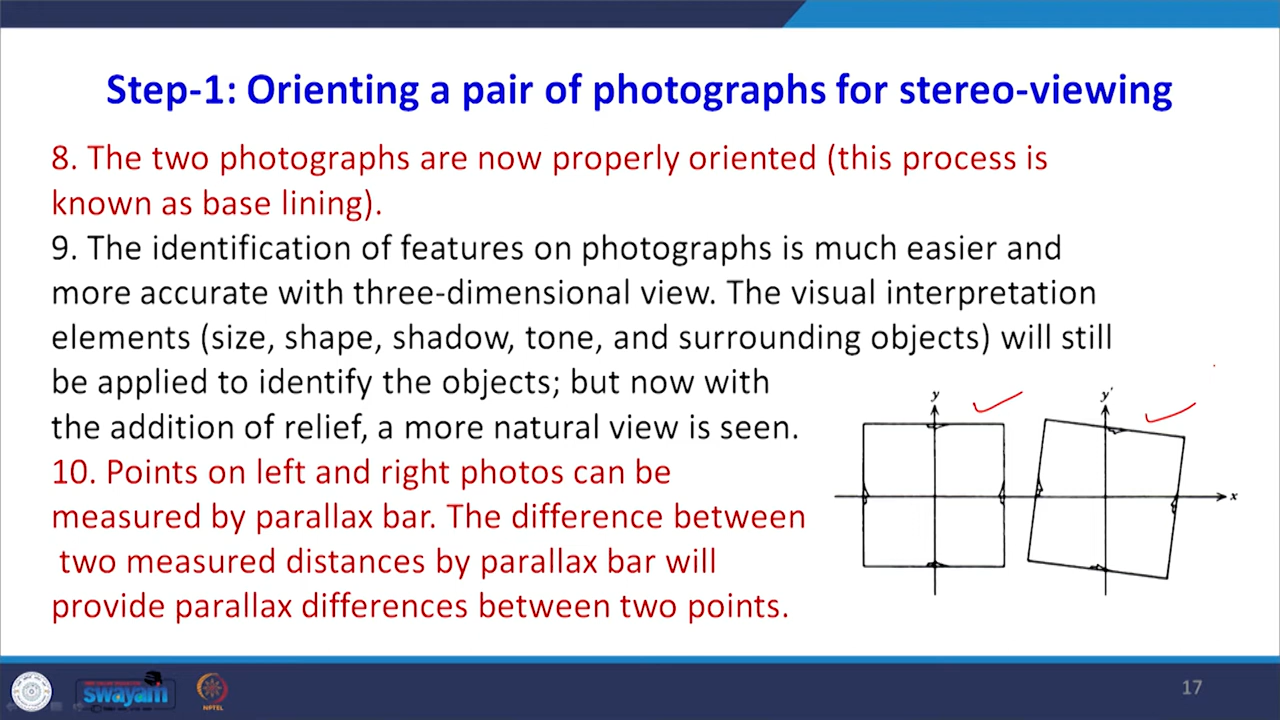 Step-1: Orienting a pair of photographs for stereo-viewing
8. The two photographs are now properly oriented (this process is
known as base lining).
9. The identification of features on photographs is much easier and
more accurate with three-dimensional view. The visual interpretation
elements (size, shape, shadow, tone, and surrounding objects) will still
be applied to identify the objects; but now with
the addition of relief, a more natural view is seen.
10. Points on left and right photos can be
measured by parallax bar. The difference between
two measured distances by parallax bar will
provide parallax differences between two points.
y
y'
x
swayam
NPTEL
17